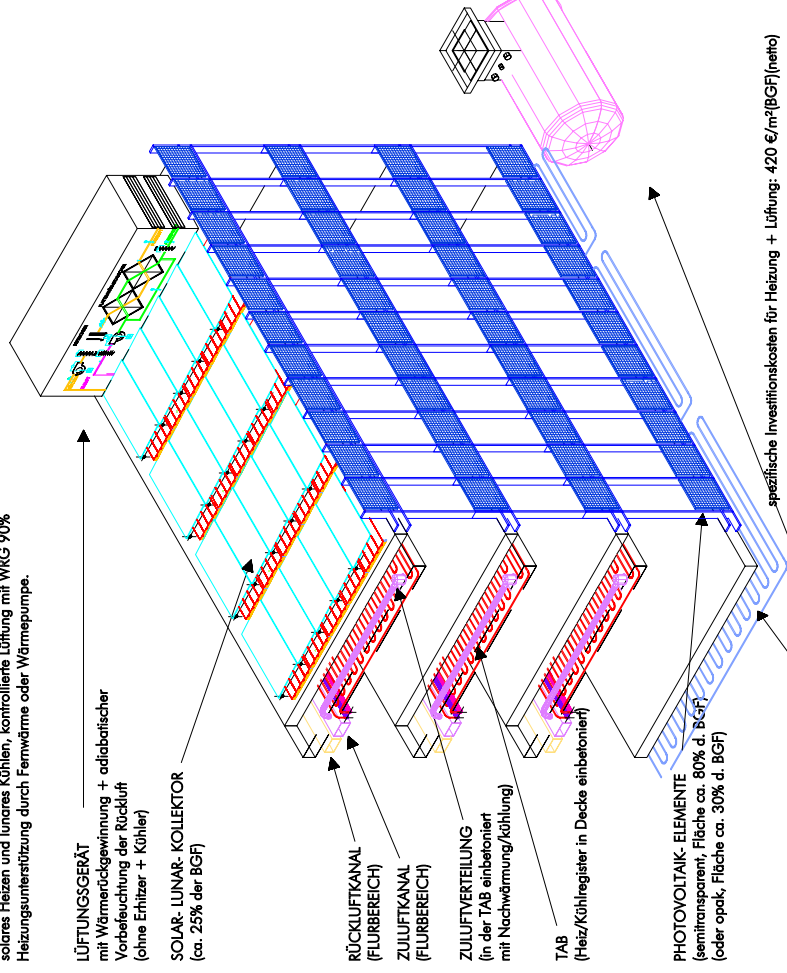 solares Heizen und lunares Kühlen, kontrollierte Lüftung mit WRG 90%
Heizungsunterstützung durch Fernwärme oder Wärmepumpe.
LÜFTUNGSGERÄT
mit Wärmerückgewinnung + adiabatischer
Vorbefeuchtung der Rückluft
(ohne Erhitzer + Kühler)
SOLAR- LUNAR- KOLLEKTOR
(ca. 25% der BGF)
RÜCKLUFTKANAL
(FLURBEREICH)
ZULUFTKANAL
(FLURBEREICH)
ZULUFTVERTEILUNG
(in der TAB einbetoniert
mit Nachwärmung/kühlung)
TAB
(Heiz/Kühlregister in Decke einbetoniert)
PHOTOVOLTAIK- ELEMENTE
(semitransparent, Fläche ca. 80% d. BGF)
(oder opak, Fläche ca. 30% d. BGF)
spezifische Investitionskosten für Heizung + Lüftung: 420 €/m²(BGF)(netto)